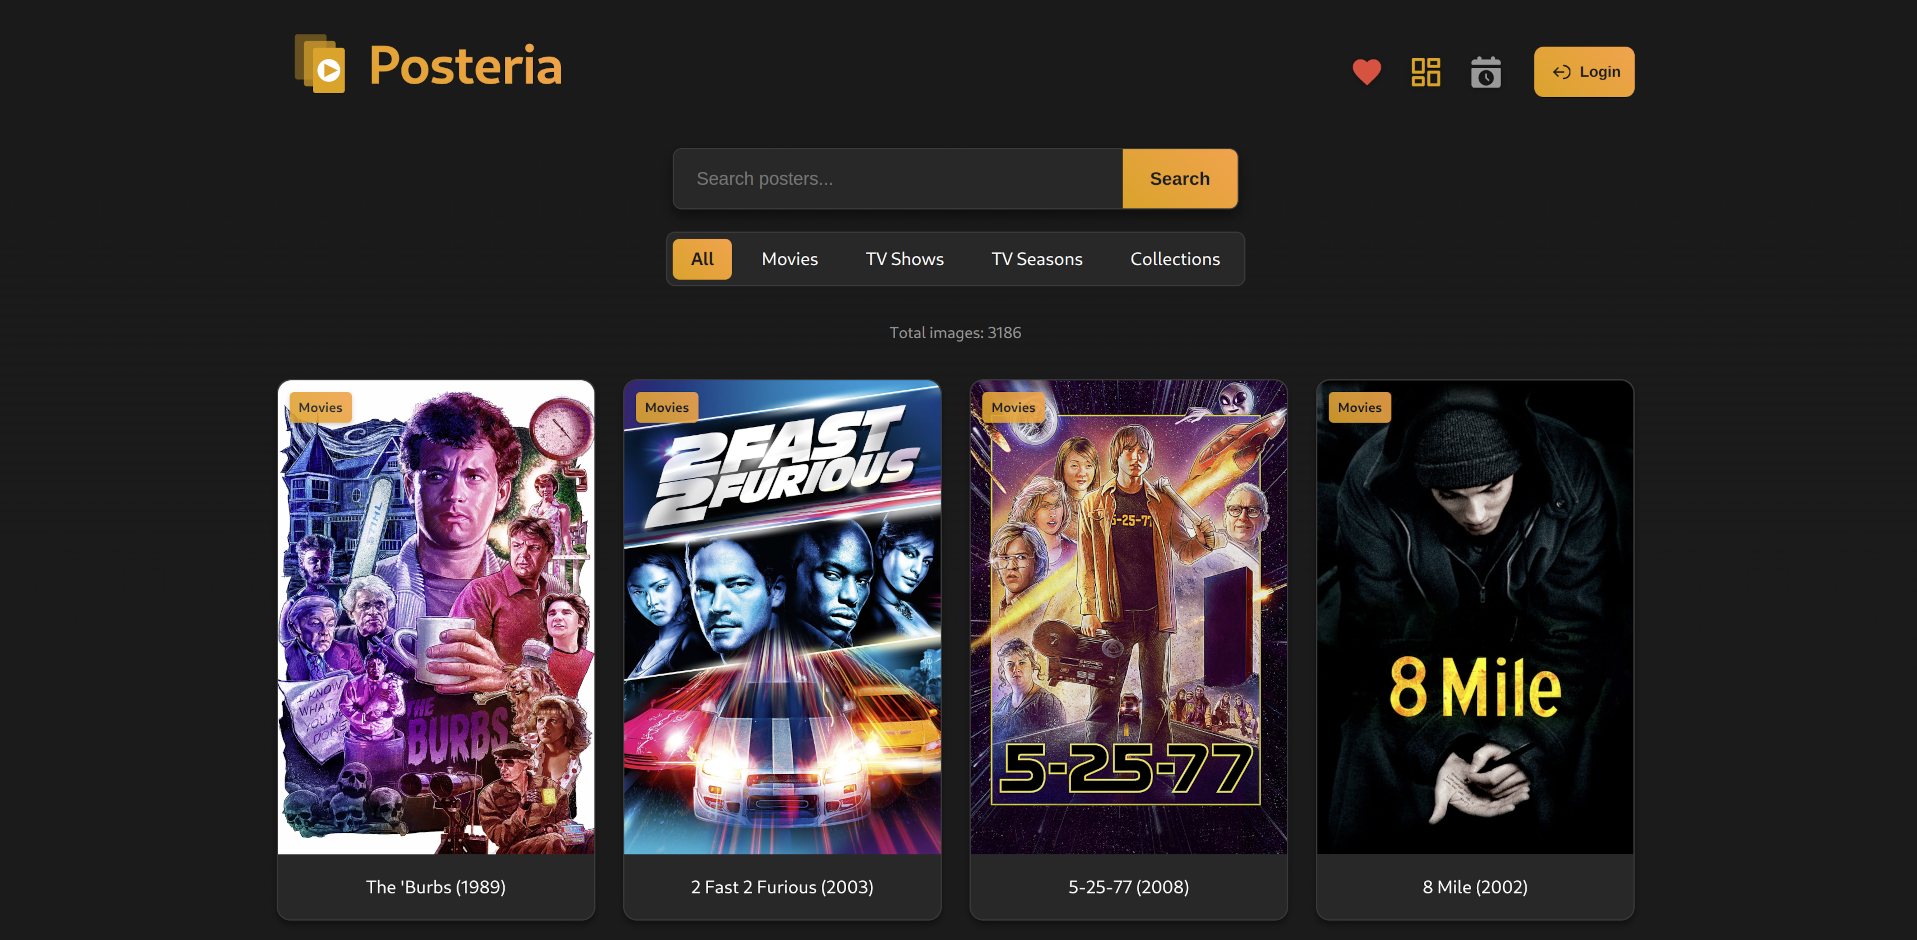 Posteria
Login
Search posters...
Search
All
Movies
TV Shows
TV Seasons
Collections
Total images: 3186
Movies
STIHL
I KNOW
WHAT
YOU'VE
DONE
THE
'BURBS
The 'Burbs (1989)
Movies
2 FAST
2 FURIOUS
2 Fast 2 Furious (2003)
Movies
5-25-77
5-25-77
5-25-77 (2008)
Movies
8 Mile
8 Mile (2002)